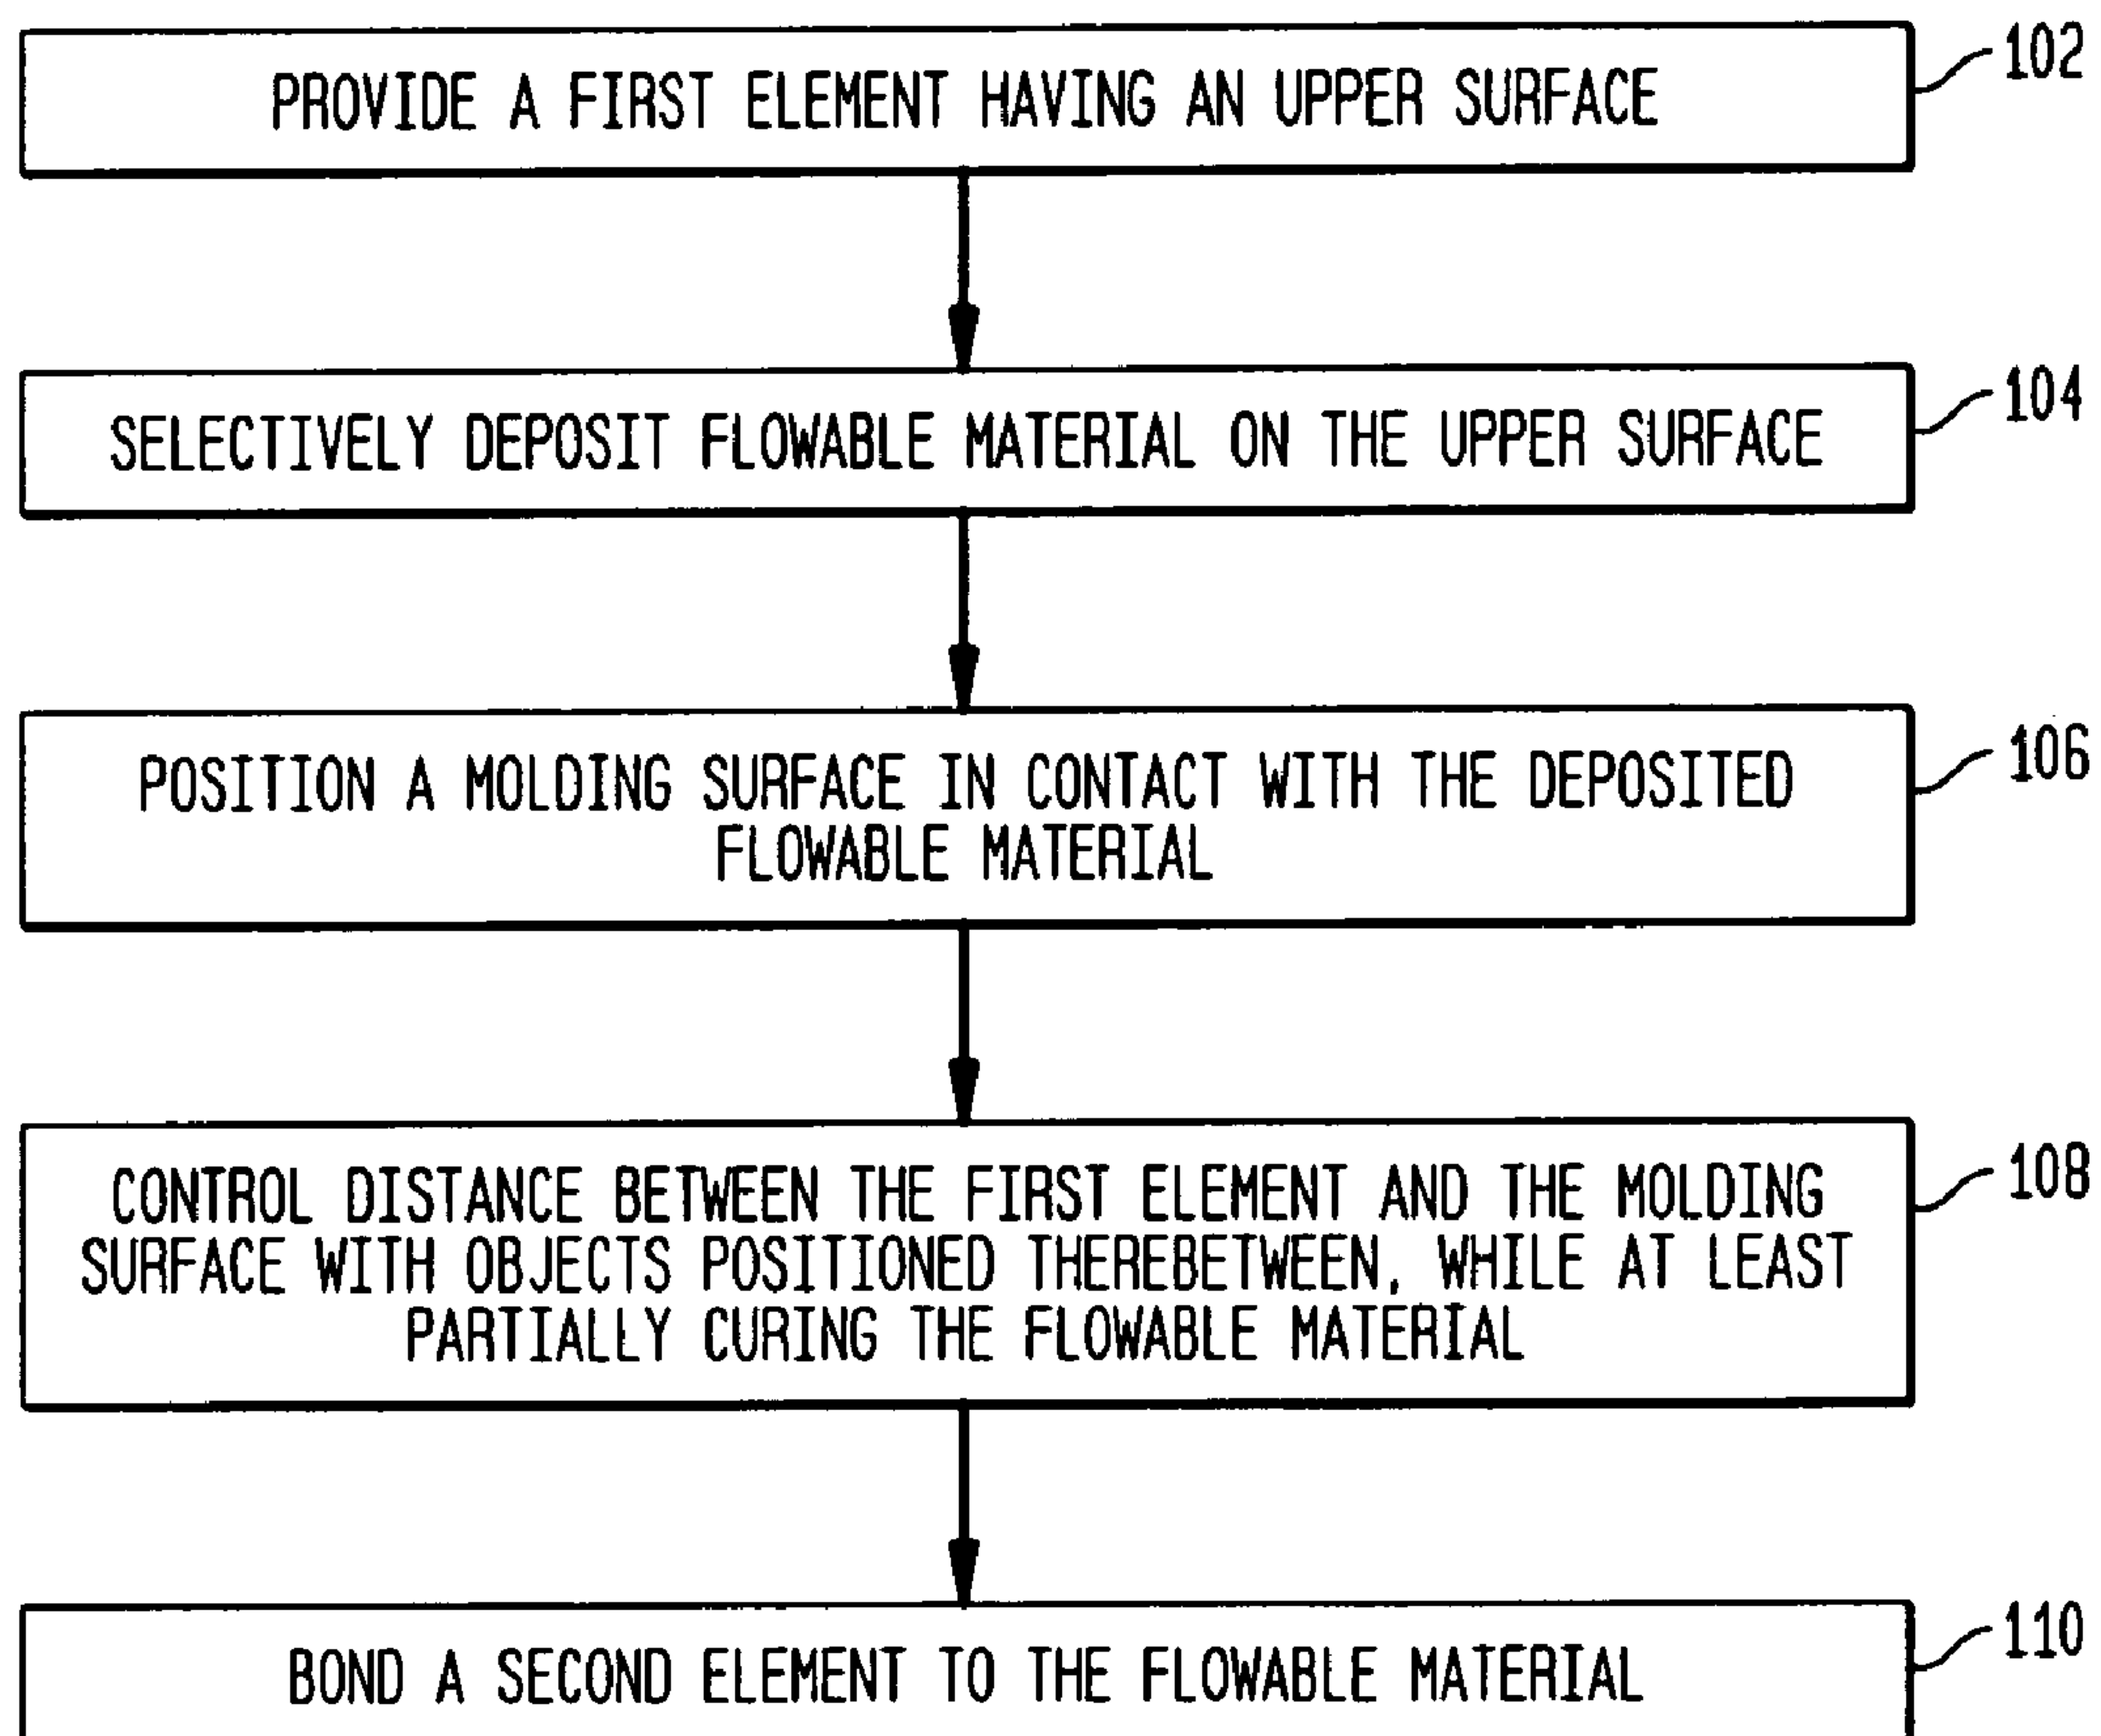 PROVIDE A FIRST ELEMENT HAVING AN UPPER SURFACE
102
SELECTIVELY DEPOSIT FLOWABLE MATERIAL ON THE UPPER SURFACE
104
POSITION A MOLDING SURFACE IN CONTACT WITH THE DEPOSITED
FLOWABLE MATERIAL
106
CONTROL DISTANCE BETWEEN THE FIRST ELEMENT AND THE MOLDING
SURFACE WITH OBJECTS POSITIONED THEREBETWEEN, WHILE AT LEAST
PARTIALLY CURING THE FLOWABLE MATERIAL
108
BOND A SECOND ELEMENT TO THE FLOWABLE MATERIAL
110